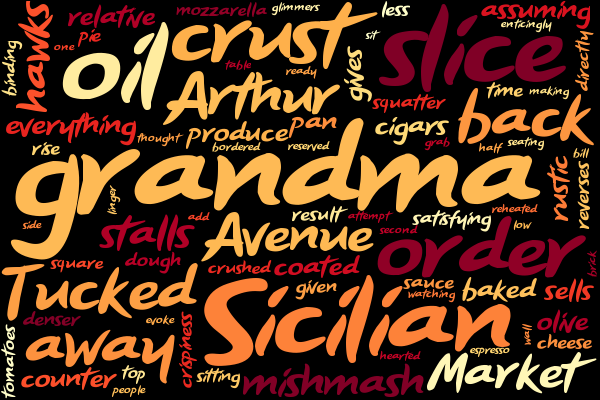 binding
hawks
relative
mozzarella
glimmers
less
assuming
enticingly
one
pie
oil
crust
sit
slice
directly
table
ready
gives
Arthur
squatter
time
making
everything
thought
produce
pan
cigars
back
bordered
reserved
grab
half
seating
rise
bill
grandma
rustic
reverses
linger
side
stalls
add
result
attempt
satisfying
reheated
low
Avenue
second
order
square
dough
crushed
coated
brick
Tucked
given
sauce
watching
baked
sells
denser
evoke
Sicilian
olive
wall
cheese
tomatoes
away
crispiness
hearted
espresso
counter
top
people
sitting
mishmash
Market